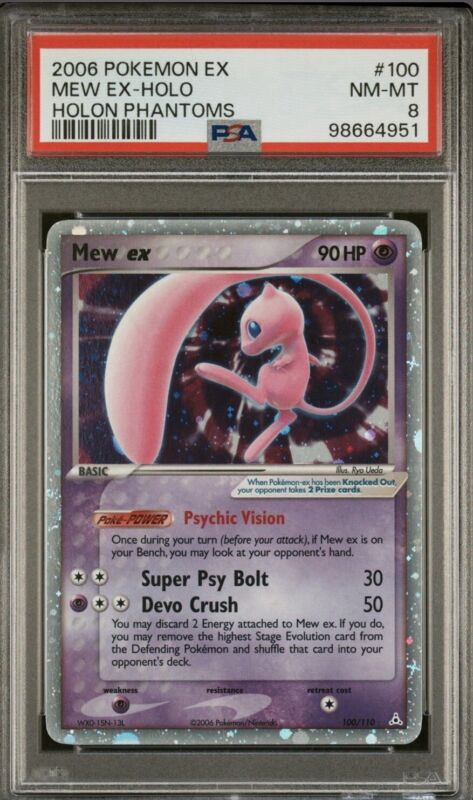 2006 POKEMON EX #100
MEW EX-HOLO NM-MT
HOLON PHANTOMS 8
PSA 98664951
Mew ex 90 HP
BASIC Illus. Ryo Ueda
When Pokémon-ex has been Knocked Out,
your opponent takes 2 Prize cards.
Poké-POWER Psychic Vision
Once during your turn (before your attack), if Mew ex is on
your Bench, you may look at your opponent's hand.
Super Psy Bolt 30
Devo Crush 50
You may discard 2 Energy attached to Mew ex. If you do,
you may remove the highest Stage Evolution card from
the Defending Pokémon and shuffle that card into your
opponent's deck.
weakness resistance retreat cost
WX0-15N-13L ©2006 Pokémon/Nintendo 100/110
PSA